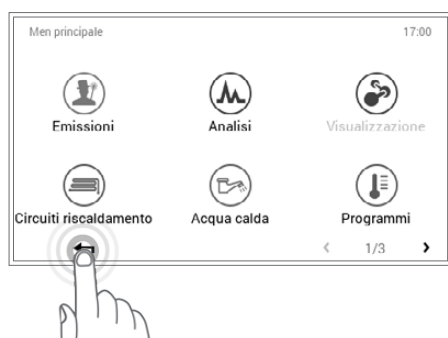 Men principale 17:00
Emissioni Analisi Visualizzazione
Circuiti riscaldamento Acqua calda Programmi
1/3